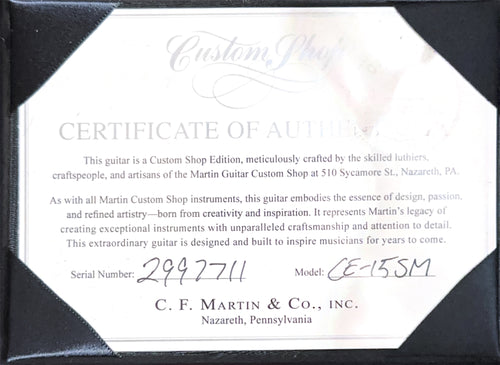 Custom Shop
CERTIFICATE OF AUTHENTICITY
This guitar is a Custom Shop Edition, meticulously crafted by the skilled luthiers,
craftspeople, and artisans of the Martin Guitar Custom Shop at 510 Sycamore St., Nazareth, PA.
As with all Martin Custom Shop instruments, this guitar embodies the essence of design, passion,
and refined artistry—born from creativity and inspiration. It represents Martin's legacy of
creating exceptional instruments with unparalleled craftsmanship and attention to detail.
This extraordinary guitar is designed and built to inspire musicians for years to come.
Serial Number: 2997711 Model: CE-15SM
C. F. MARTIN & CO., INC.
Nazareth, Pennsylvania